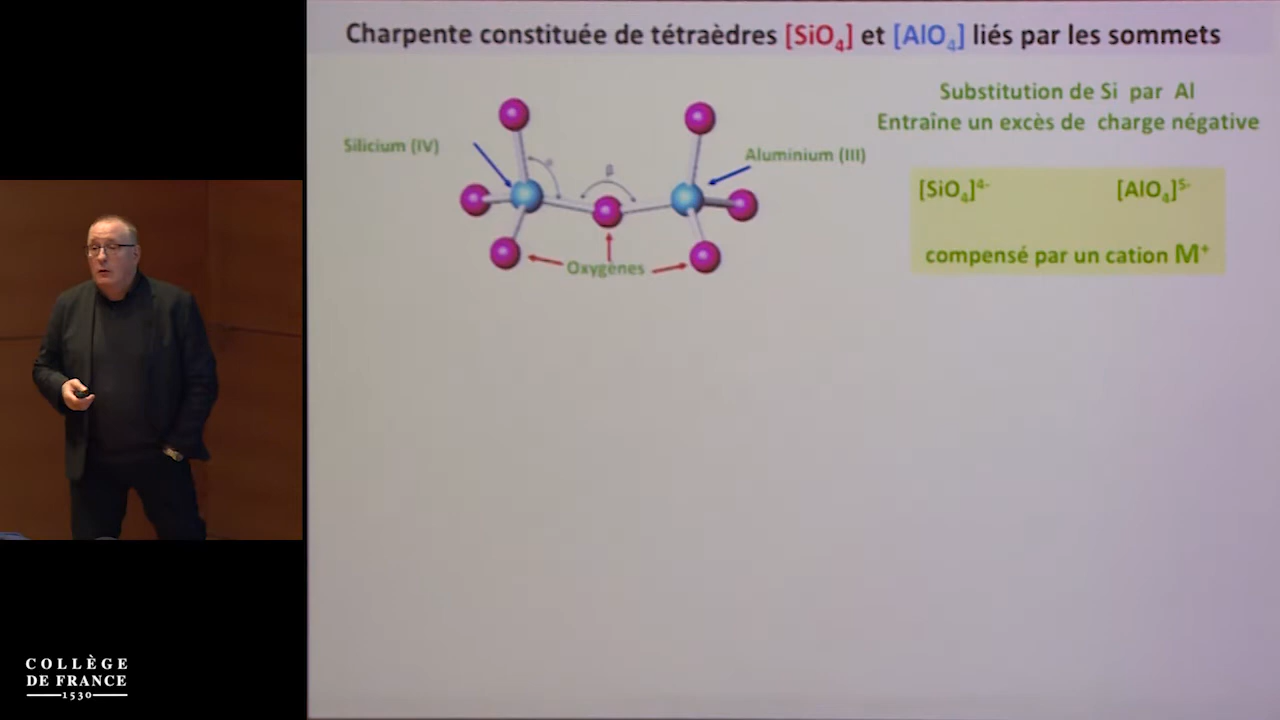 Charpente constituée de tétraèdres [SiO₄] et [AlO₄] liés par les sommets
Substitution de Si par Al
Entraîne un excès de charge négative
Silicium (IV)
Aluminium (III)
β
[SiO₄]⁴⁻ [AlO₄]⁵⁻
compensé par un cation M⁺
Oxygènes
COLLÈGE
DE FRANCE
1530